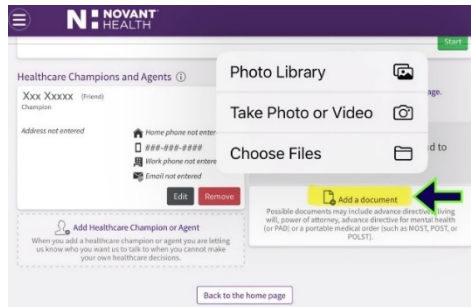 NOVANT
HEALTH
Start
Healthcare Champions and Agents
Xxx Xxxxx (Friend)
Champion
Address not entered
Home phone not enter
###-###-####
Work phone not entere
Email not entered
Edit
Remove
Add Healthcare Champion or Agent
When you add a healthcare champion or agent you are letting
us know who you want us to talk to when you cannot make
your own healthcare decisions.
Photo Library
Take Photo or Video
Choose Files
age.
d to
Add a document
Possible documents may include advance directive, living
will, power of attorney, advance directive for mental health
(or PAD) or a portable medical order (such as MOST, POST, or
POLST).
Back to the home page